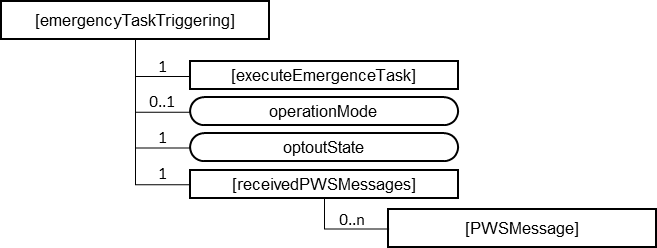 [emergencyTaskTriggering]
1
[executeEmergenceTask]
0..1
operationMode
1
optoutState
1
[receivedPWSMessages]
0..n
[PWSMessage]